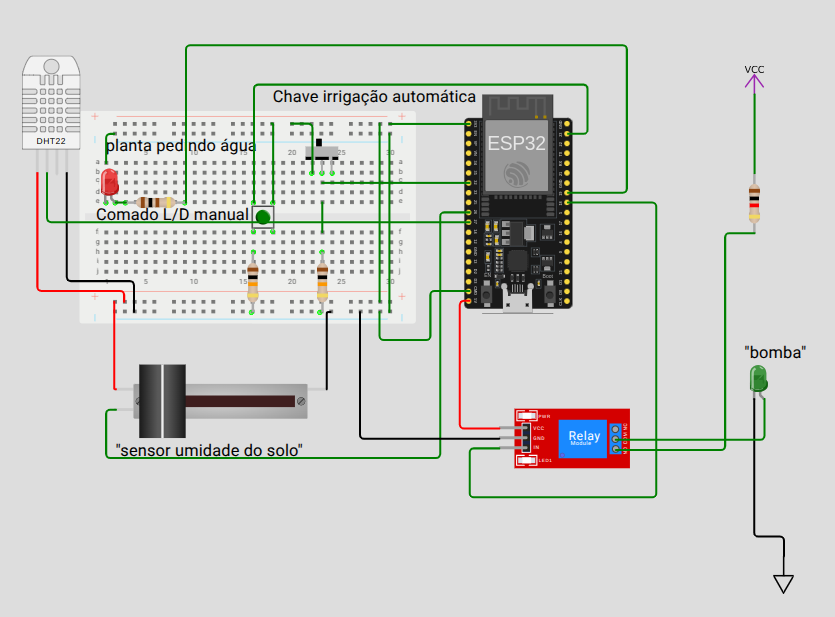 VCC
Chave irrigação automática
ESP32
DHT22
planta pedindo água
Comado L/D manual
"bomba"
PWR
VCC
GND
IN
LED1
Relay
Module
"sensor umidade do solo"